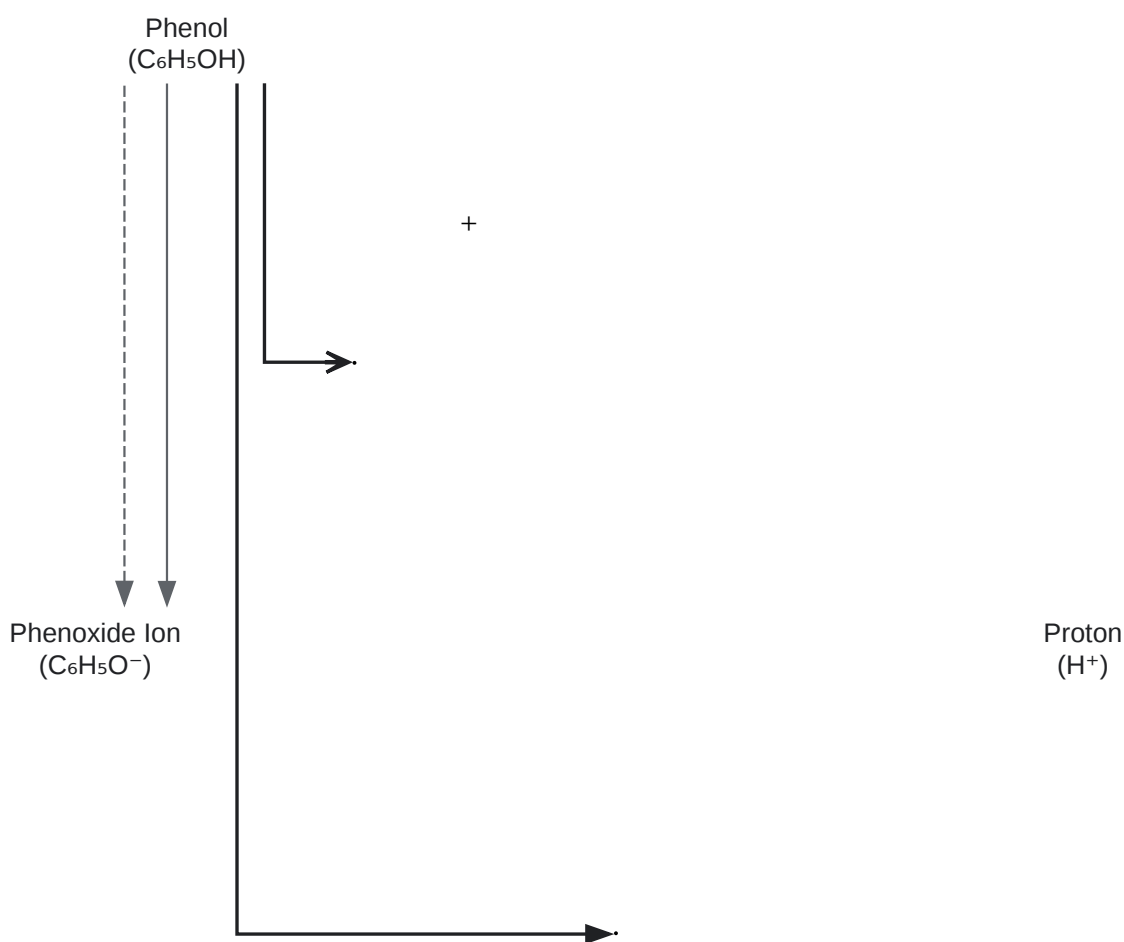 Phenol
(C₆H₅OH)
+
Phenoxide Ion
(C₆H₅O⁻)
Proton
(H⁺)